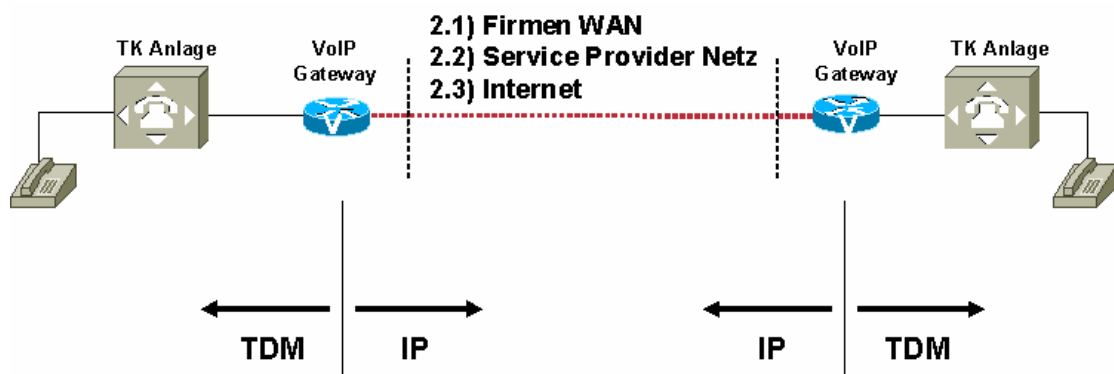 2.1) Firmen WAN
2.2) Service Provider Netz
2.3) Internet
TK Anlage
VoIP
Gateway
VoIP
Gateway
TK Anlage
V
V
TDM
IP
IP
TDM